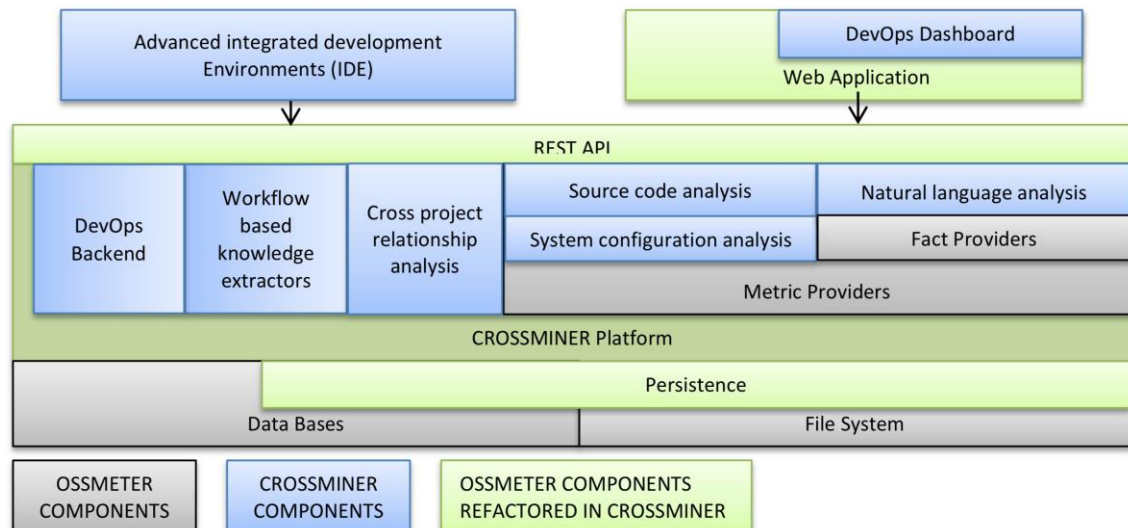 Advanced integrated development
Environments (IDE)
DevOps Dashboard
Web Application
REST API
DevOps
Backend
Workflow
based
knowledge
extractors
Cross project
relationship
analysis
Source code analysis
Natural language analysis
System configuration analysis
Fact Providers
Metric Providers
CROSSMINER Platform
Persistence
Data Bases
File System
OSSMETER
COMPONENTS
CROSSMINER
COMPONENTS
OSSMETER COMPONENTS
REFACTORED IN CROSSMINER